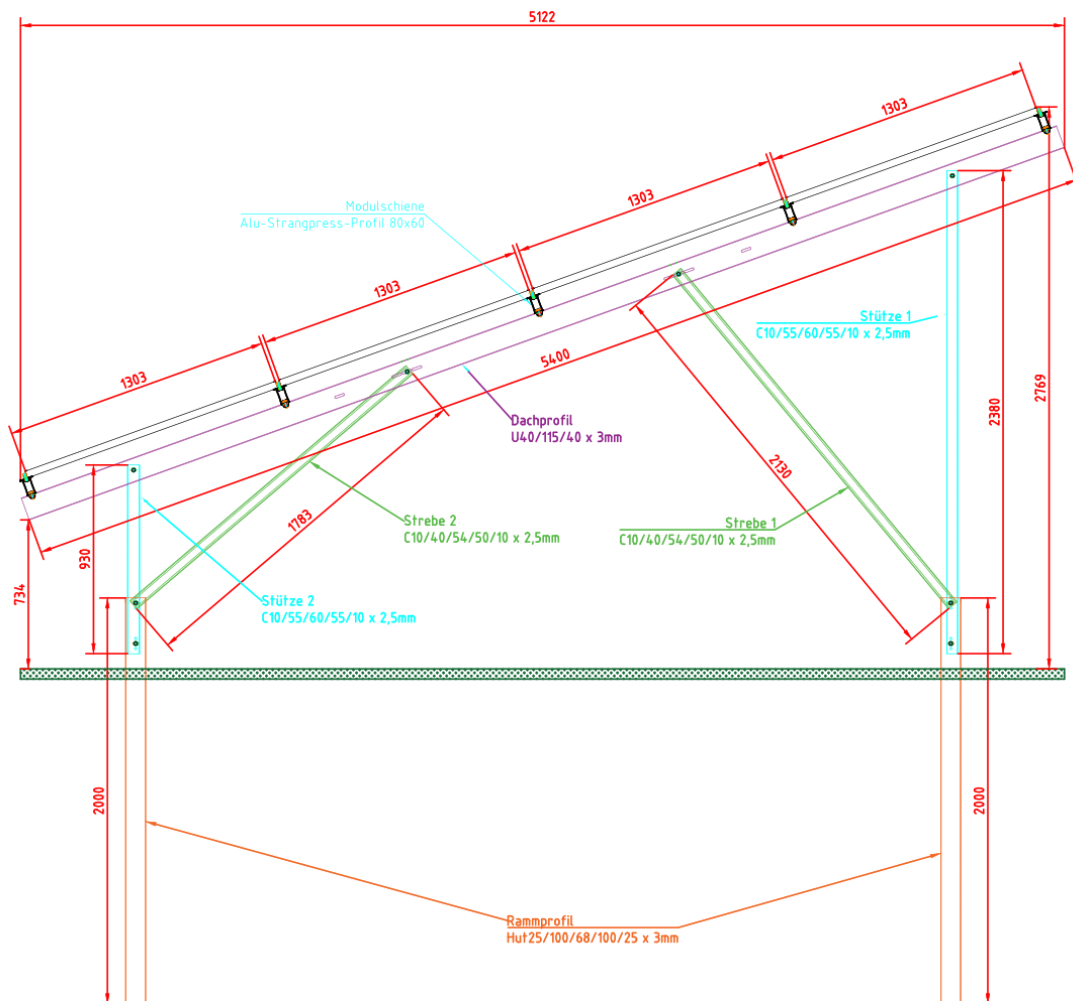 5122
1303
1303
Modulschiene
Alu-Strangpress-Profil 80x60
1303
Stütze 1
C10/55/60/55/10 x 2,5mm
5400
1303
2769
2380
Dachprofil
U40/115/40 x 3mm
2130
1783
Strebe 2
C10/40/54/50/10 x 2,5mm
Strebe 1
C10/40/54/50/10 x 2,5mm
930
734
Stütze 2
C10/55/60/55/10 x 2,5mm
2000
2000
Rammprofil
Hut25/100/68/100/25 x 3mm